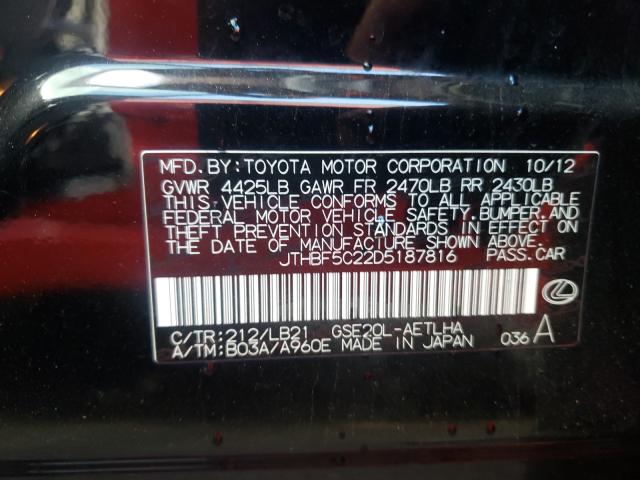 MFD.BY:TOYOTA MOTOR CORPORATION 10/12
GVWR 4425LB GAWR FR 2470LB RR 2430LB
THIS VEHICLE CONFORMS TO ALL APPLICABLE
FEDERAL MOTOR VEHICLE SAFETY,BUMPER,AND
THEFT PREVENTION STANDARDS IN EFFECT ON
THE DATE OF MANUFACTURE SHOWN ABOVE.
JTHBF5C22D5187816 PASS.CAR
C/TR:212/LB21 GSE20L-AETLHA
A/TM:B03A/A960E MADE IN JAPAN 036A